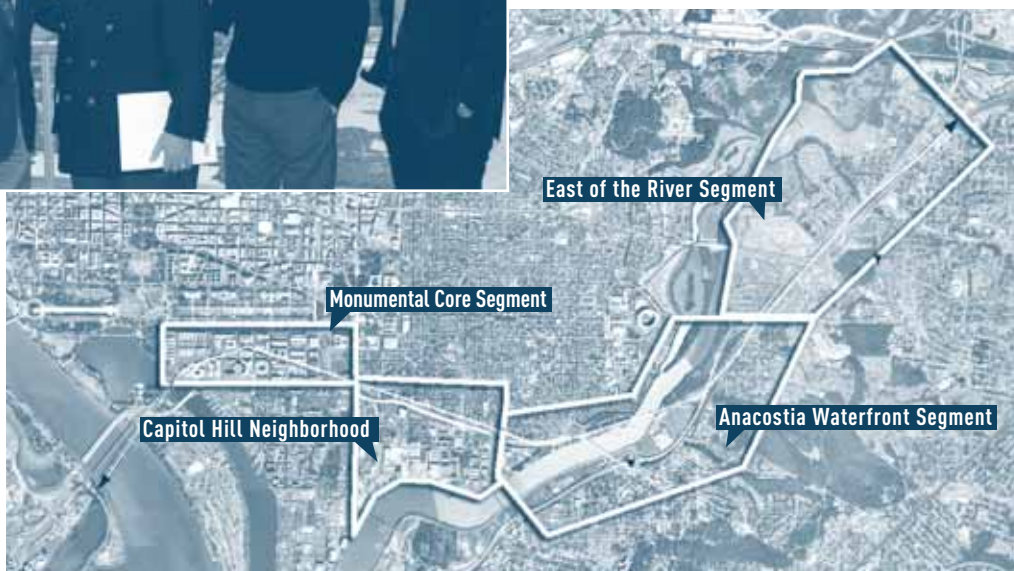 East of the River Segment
Monumental Core Segment
Capitol Hill Neighborhood
Anacostia Waterfront Segment